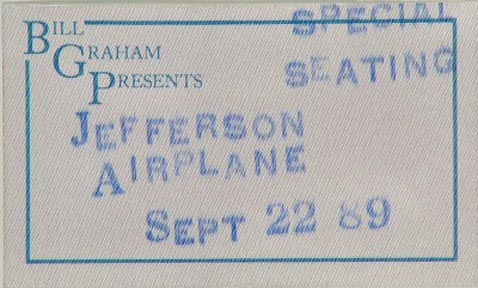 BILL
GRAHAM
PRESENTS
SPECIAL
SEATING
JEFFERSON
AIRPLANE
SEPT 22 89